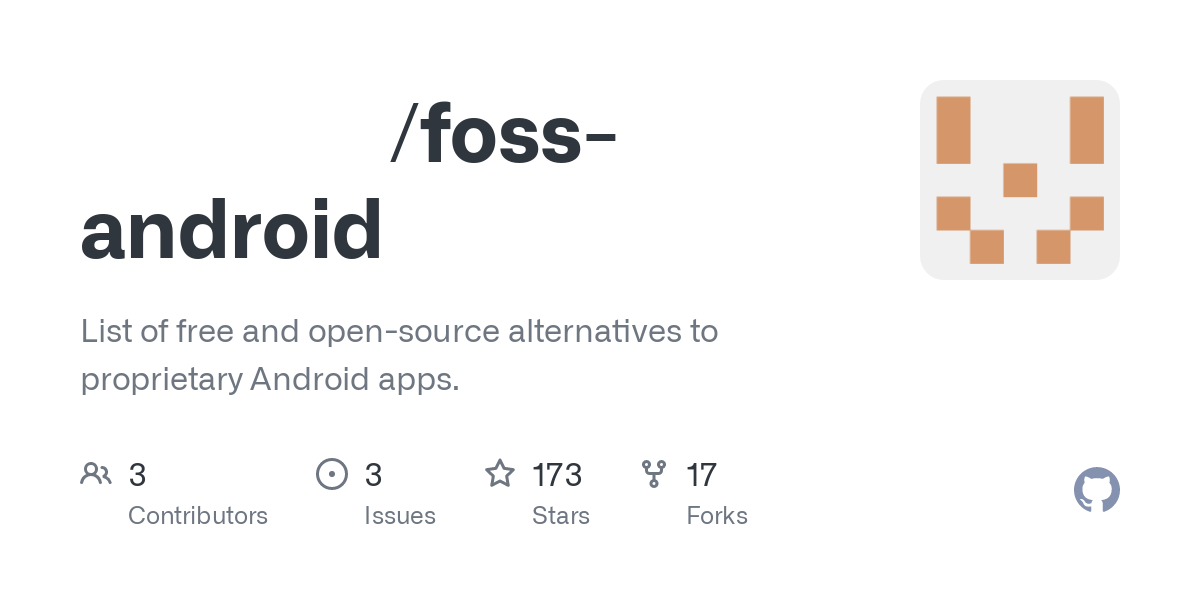 /foss-
android
List of free and open-source alternatives to
proprietary Android apps.
3 3 173 17
Contributors Issues Stars Forks